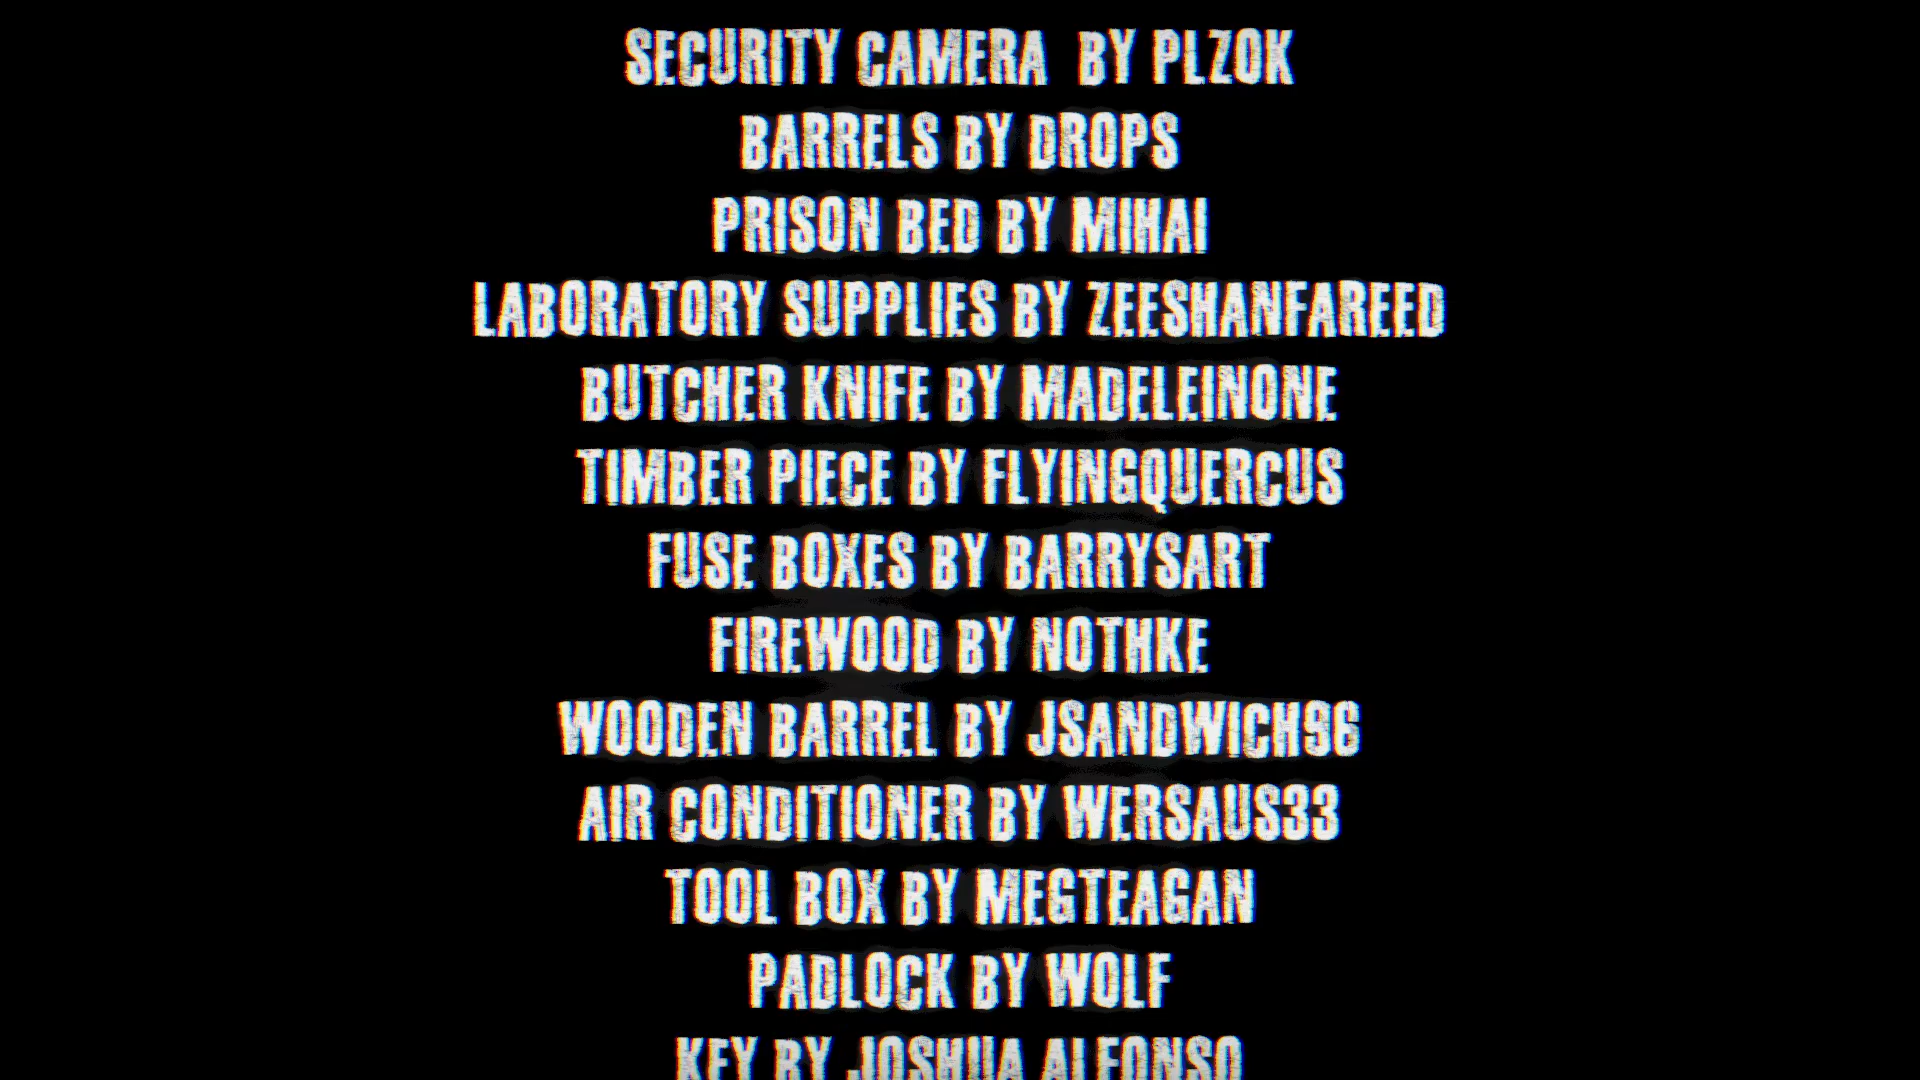 SECURITY CAMERA  BY PLZOK
BARRELS BY DROPS
PRISON BED BY MIHAI
LABORATORY SUPPLIES BY ZEESHANFAREED
BUTCHER KNIFE BY MADELEINONE
TIMBER PIECE BY FLYINGQUERCUS
FUSE BOXES BY BARRYSART
FIREWOOD BY NOTHKE
WOODEN BARREL BY JSANDWICH96
AIR CONDITIONER BY WERSAUS33
TOOL BOX BY MEGTEAGAN
PADLOCK BY WOLF
KEY BY JOSHUA ALFONSO